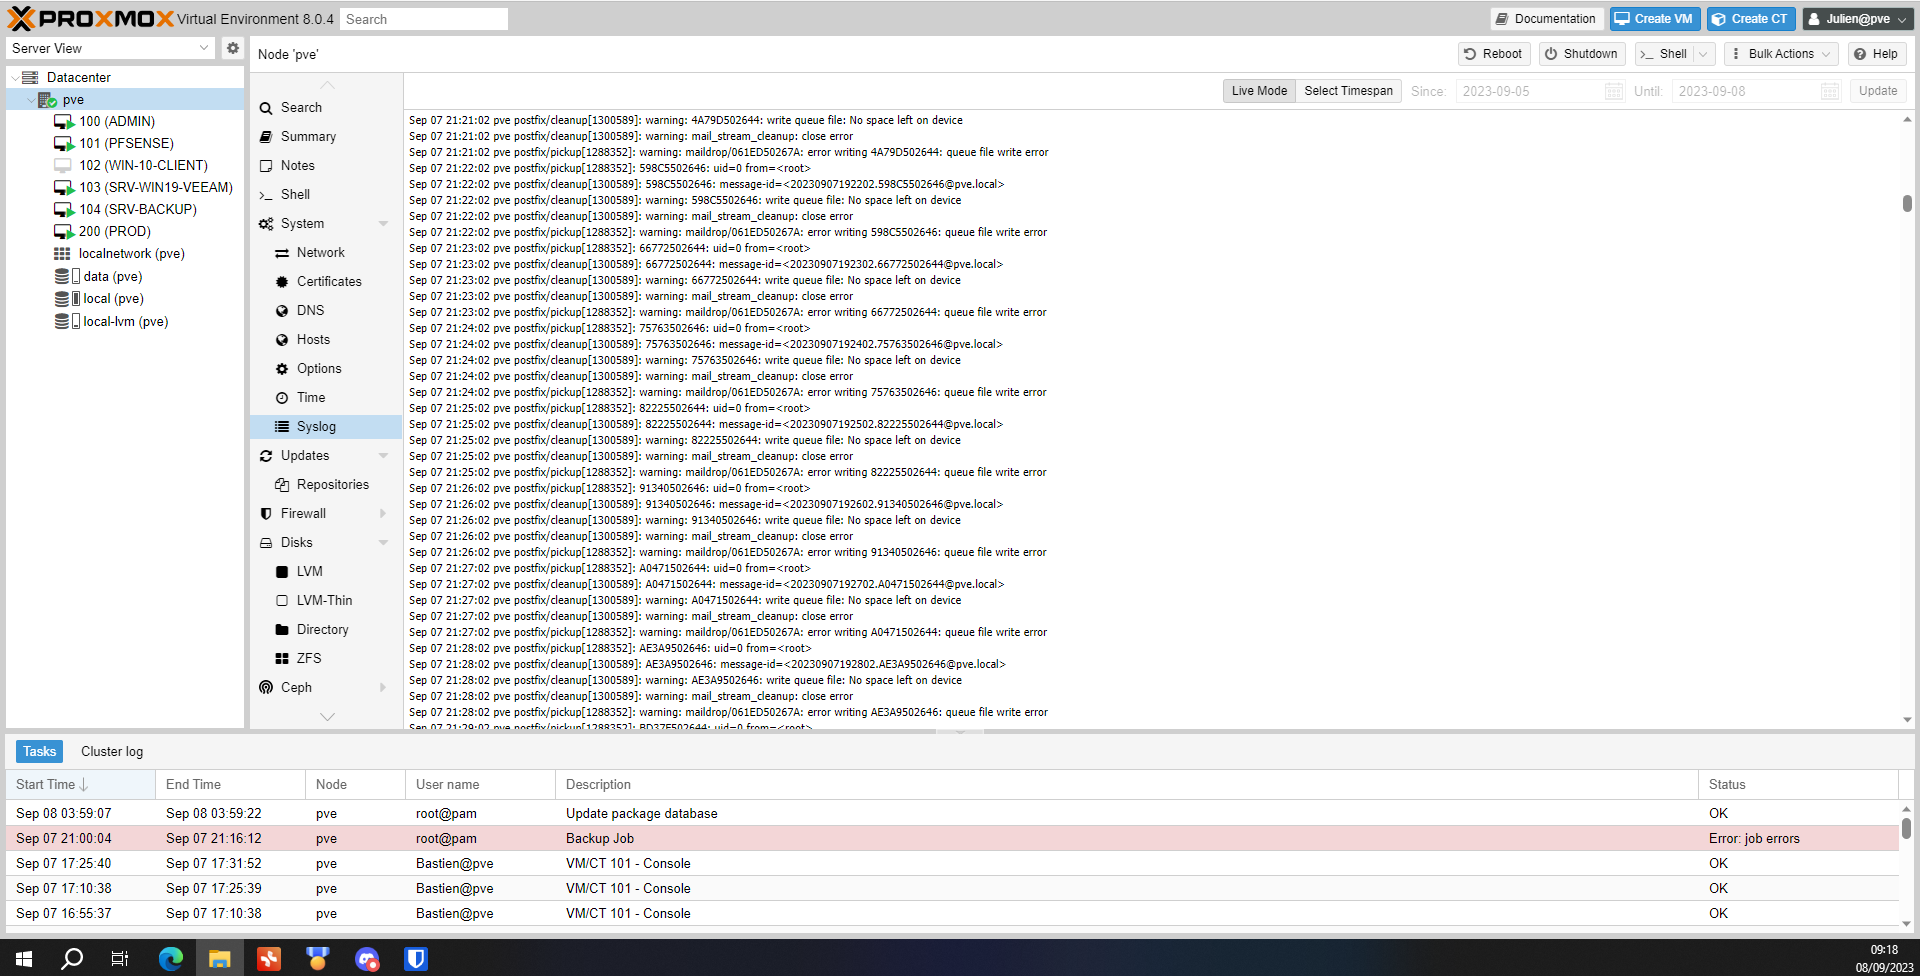 PROXMOX Virtual Environment 8.0.4 Search Documentation Create VM Create CT Julien@pve
Server View
Node 'pve' Reboot Shutdown Shell Bulk Actions Help
Datacenter
pve
100 (ADMIN)
101 (PFSENSE)
102 (WIN-10-CLIENT)
103 (SRV-WIN19-VEEAM)
104 (SRV-BACKUP)
200 (PROD)
localnetwork (pve)
data (pve)
local (pve)
local-lvm (pve)
Search
Summary
Notes
Shell
System
Network
Certificates
DNS
Hosts
Options
Time
Syslog
Updates
Repositories
Firewall
Disks
LVM
LVM-Thin
Directory
ZFS
Ceph
Live Mode Select Timespan Since: 2023-09-05 Until: 2023-09-08 Update
Sep 07 21:21:02 pve postfix/cleanup[1300589]: warning: 4A79D502644: write queue file: No space left on device
Sep 07 21:21:02 pve postfix/cleanup[1300589]: warning: mail_stream_cleanup: close error
Sep 07 21:21:02 pve postfix/pickup[1288352]: warning: maildrop/061ED50267A: error writing 4A79D502644: queue file write error
Sep 07 21:22:02 pve postfix/pickup[1288352]: 598C5502646: uid=0 from=<root>
Sep 07 21:22:02 pve postfix/cleanup[1300589]: 598C5502646: message-id=<20230907192202.598C5502646@pve.local>
Sep 07 21:22:02 pve postfix/cleanup[1300589]: warning: 598C5502646: write queue file: No space left on device
Sep 07 21:22:02 pve postfix/cleanup[1300589]: warning: mail_stream_cleanup: close error
Sep 07 21:22:02 pve postfix/pickup[1288352]: warning: maildrop/061ED50267A: error writing 598C5502646: queue file write error
Sep 07 21:23:02 pve postfix/pickup[1288352]: 66772502644: uid=0 from=<root>
Sep 07 21:23:02 pve postfix/cleanup[1300589]: 66772502644: message-id=<20230907192302.66772502644@pve.local>
Sep 07 21:23:02 pve postfix/cleanup[1300589]: warning: 66772502644: write queue file: No space left on device
Sep 07 21:23:02 pve postfix/cleanup[1300589]: warning: mail_stream_cleanup: close error
Sep 07 21:23:02 pve postfix/pickup[1288352]: warning: maildrop/061ED50267A: error writing 66772502644: queue file write error
Sep 07 21:24:02 pve postfix/pickup[1288352]: 75763502646: uid=0 from=<root>
Sep 07 21:24:02 pve postfix/cleanup[1300589]: 75763502646: message-id=<20230907192402.75763502646@pve.local>
Sep 07 21:24:02 pve postfix/cleanup[1300589]: warning: 75763502646: write queue file: No space left on device
Sep 07 21:24:02 pve postfix/cleanup[1300589]: warning: mail_stream_cleanup: close error
Sep 07 21:24:02 pve postfix/pickup[1288352]: warning: maildrop/061ED50267A: error writing 75763502646: queue file write error
Sep 07 21:25:02 pve postfix/pickup[1288352]: 82225502644: uid=0 from=<root>
Sep 07 21:25:02 pve postfix/cleanup[1300589]: 82225502644: message-id=<20230907192502.82225502644@pve.local>
Sep 07 21:25:02 pve postfix/cleanup[1300589]: warning: 82225502644: write queue file: No space left on device
Sep 07 21:25:02 pve postfix/cleanup[1300589]: warning: mail_stream_cleanup: close error
Sep 07 21:25:02 pve postfix/pickup[1288352]: warning: maildrop/061ED50267A: error writing 82225502644: queue file write error
Sep 07 21:26:02 pve postfix/pickup[1288352]: 91340502646: uid=0 from=<root>
Sep 07 21:26:02 pve postfix/cleanup[1300589]: 91340502646: message-id=<20230907192602.91340502646@pve.local>
Sep 07 21:26:02 pve postfix/cleanup[1300589]: warning: 91340502646: write queue file: No space left on device
Sep 07 21:26:02 pve postfix/cleanup[1300589]: warning: mail_stream_cleanup: close error
Sep 07 21:26:02 pve postfix/pickup[1288352]: warning: maildrop/061ED50267A: error writing 91340502646: queue file write error
Sep 07 21:27:02 pve postfix/pickup[1288352]: A0471502644: uid=0 from=<root>
Sep 07 21:27:02 pve postfix/cleanup[1300589]: A0471502644: message-id=<20230907192702.A0471502644@pve.local>
Sep 07 21:27:02 pve postfix/cleanup[1300589]: warning: A0471502644: write queue file: No space left on device
Sep 07 21:27:02 pve postfix/cleanup[1300589]: warning: mail_stream_cleanup: close error
Sep 07 21:27:02 pve postfix/pickup[1288352]: warning: maildrop/061ED50267A: error writing A0471502644: queue file write error
Sep 07 21:28:02 pve postfix/pickup[1288352]: AE3A9502646: uid=0 from=<root>
Sep 07 21:28:02 pve postfix/cleanup[1300589]: AE3A9502646: message-id=<20230907192802.AE3A9502646@pve.local>
Sep 07 21:28:02 pve postfix/cleanup[1300589]: warning: AE3A9502646: write queue file: No space left on device
Sep 07 21:28:02 pve postfix/cleanup[1300589]: warning: mail_stream_cleanup: close error
Sep 07 21:28:02 pve postfix/pickup[1288352]: warning: maildrop/061ED50267A: error writing AE3A9502646: queue file write error
Sep 07 21:29:02 pve postfix/pickup[1288352]: BD37F502644: uid=0 from=<root>
Tasks Cluster log
Start Time End Time Node User name Description Status
Sep 08 03:59:07 Sep 08 03:59:22 pve root@pam Update package database OK
Sep 07 21:00:04 Sep 07 21:16:12 pve root@pam Backup Job Error: job errors
Sep 07 17:25:40 Sep 07 17:31:52 pve Bastien@pve VM/CT 101 - Console OK
Sep 07 17:10:38 Sep 07 17:25:39 pve Bastien@pve VM/CT 101 - Console OK
Sep 07 16:55:37 Sep 07 17:10:38 pve Bastien@pve VM/CT 101 - Console OK
09:18
08/09/2023